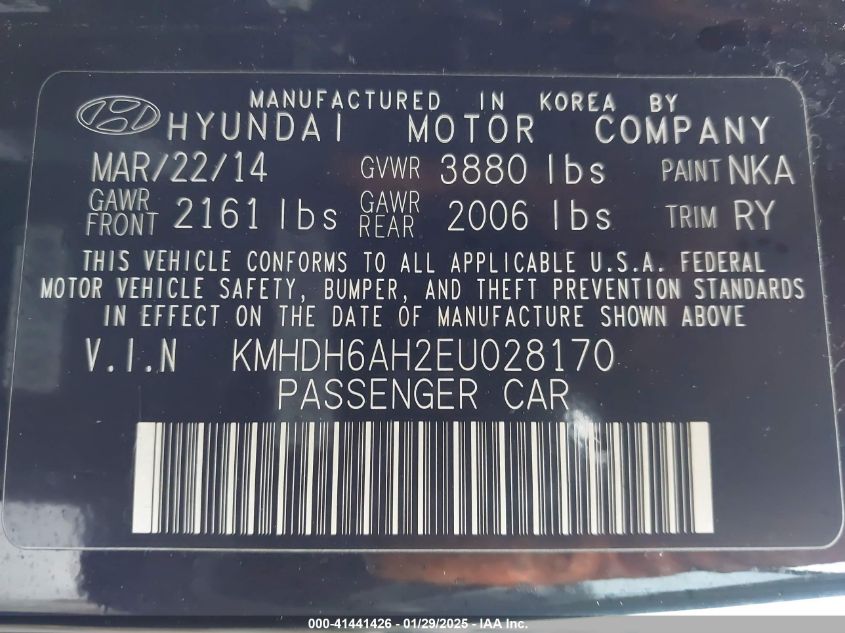 MANUFACTURED IN KOREA BY
HYUNDAI MOTOR COMPANY
MAR/22/14 GVWR 3880 lbs PAINT NKA
GAWR FRONT 2161 lbs GAWR REAR 2006 lbs TRIM RY
THIS VEHICLE CONFORMS TO ALL APPLICABLE U.S.A. FEDERAL
MOTOR VEHICLE SAFETY, BUMPER, AND THEFT PREVENTION STANDARDS
IN EFFECT ON THE DATE OF MANUFACTURE SHOWN ABOVE
V.I.N KMHDH6AH2EU028170
PASSENGER CAR
000-41441426 - 01/29/2025 - IAA Inc.